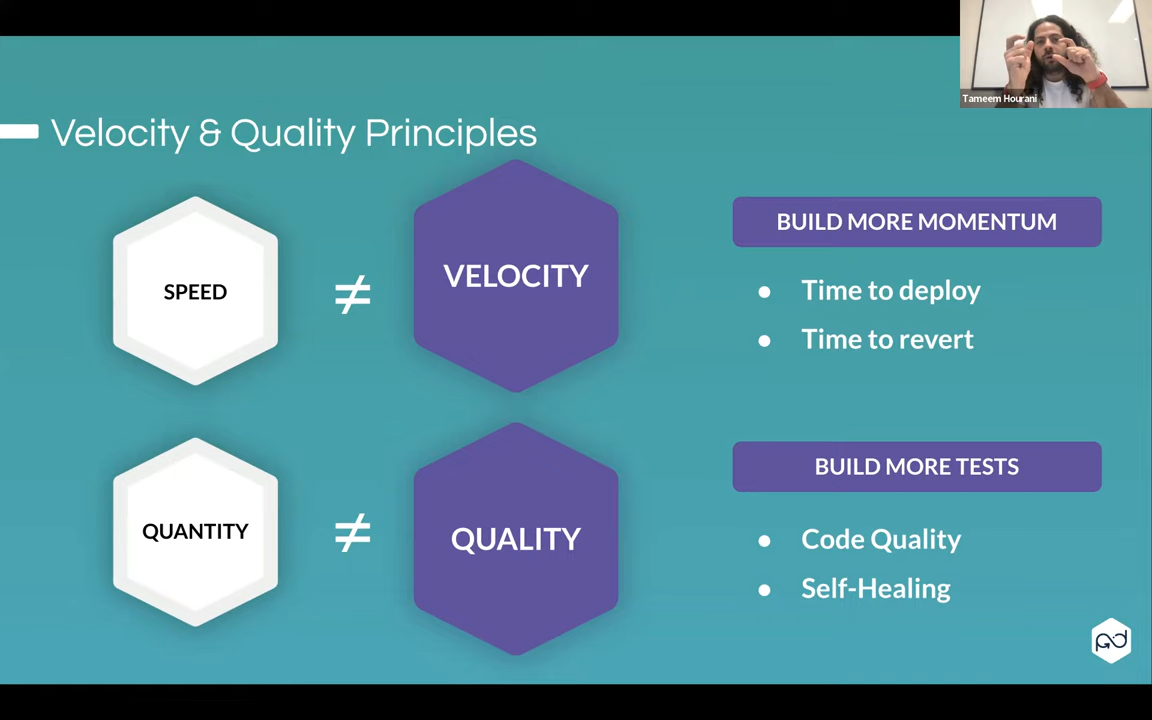 Tameem Hourani
Velocity & Quality Principles
SPEED
≠
VELOCITY
BUILD MORE MOMENTUM
● Time to deploy
● Time to revert
QUANTITY
≠
QUALITY
BUILD MORE TESTS
● Code Quality
● Self-Healing